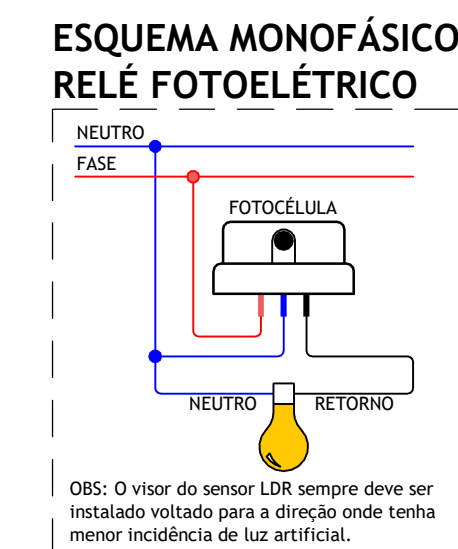 ESQUEMA MONOFÁSICO
RELÉ FOTOELÉTRICO
NEUTRO
FASE
FOTOCÉLULA
NEUTRO
RETORNO
OBS: O visor do sensor LDR sempre deve ser
instalado voltado para a direção onde tenha
menor incidência de luz artificial.